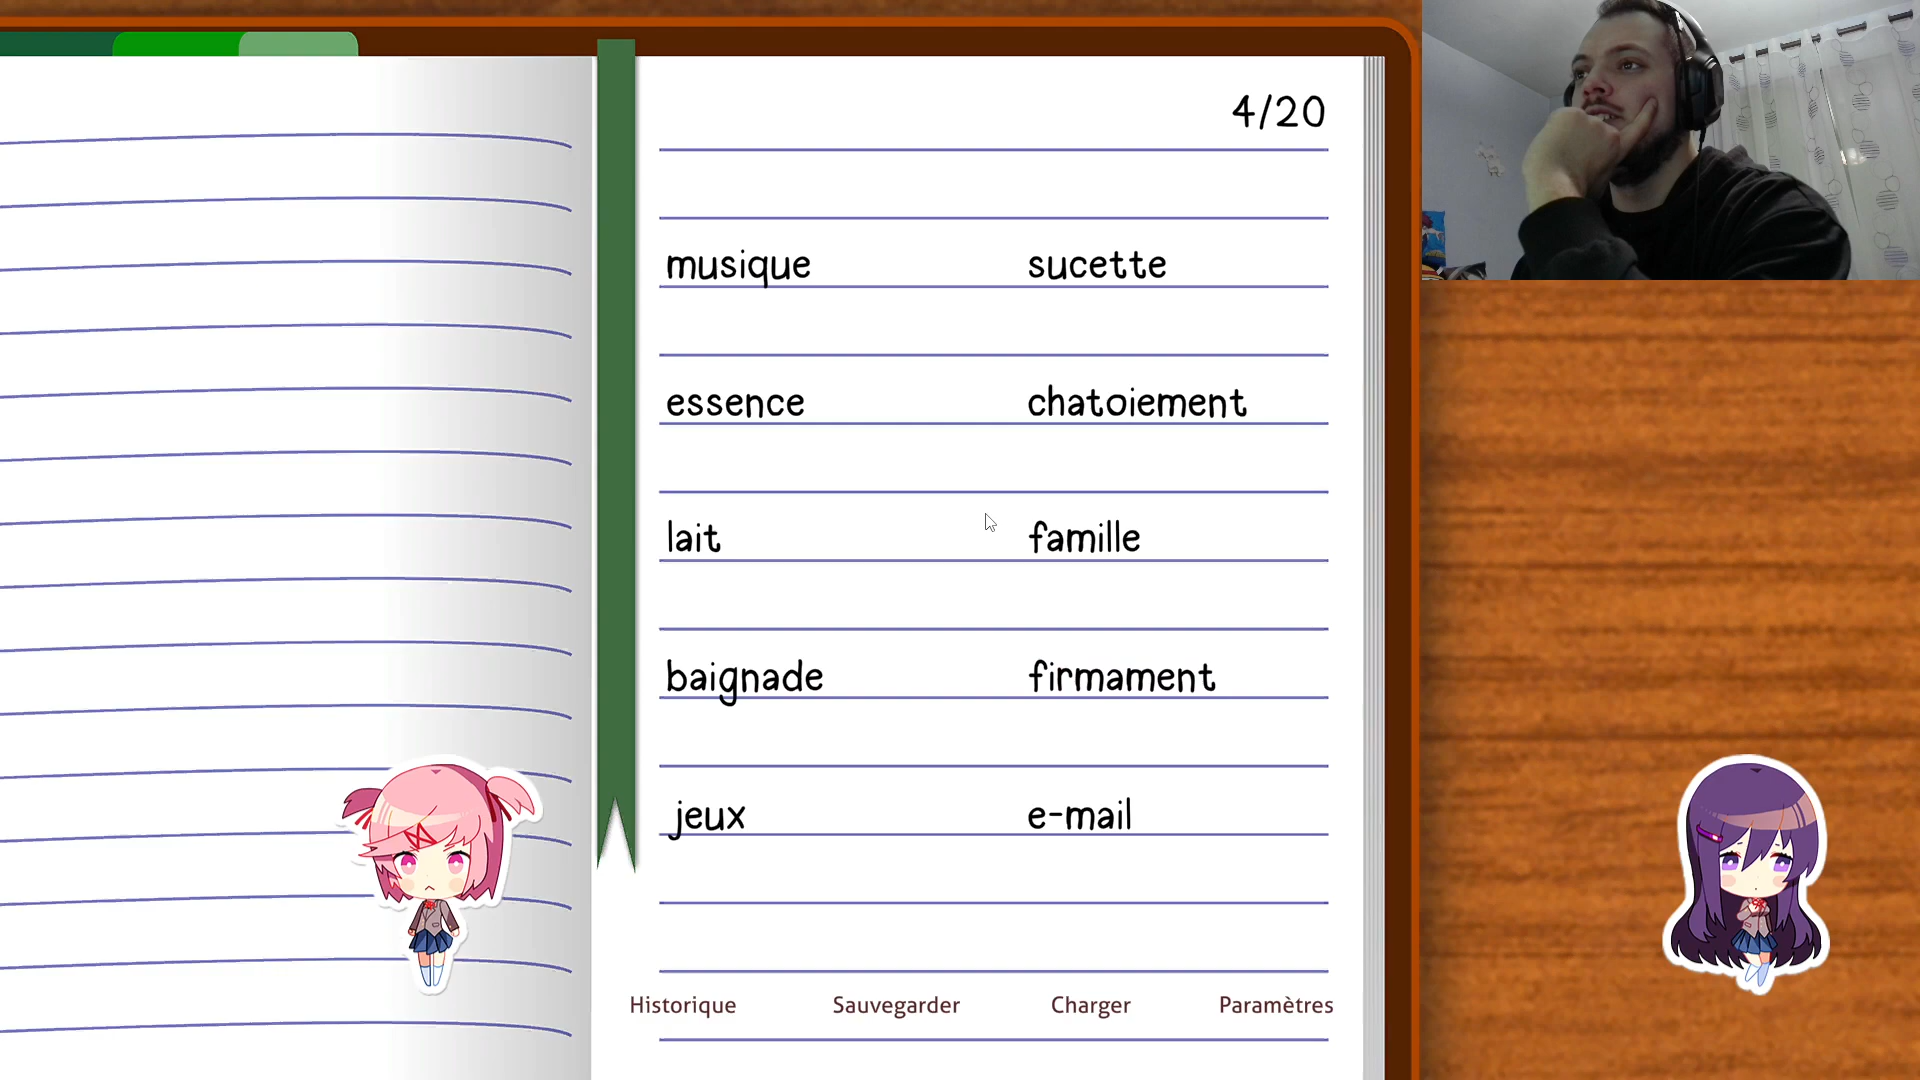 4/20
musique sucette
essence chatoiement
lait famille
baignade firmament
jeux e-mail
Historique Sauvegarder Charger Paramètres